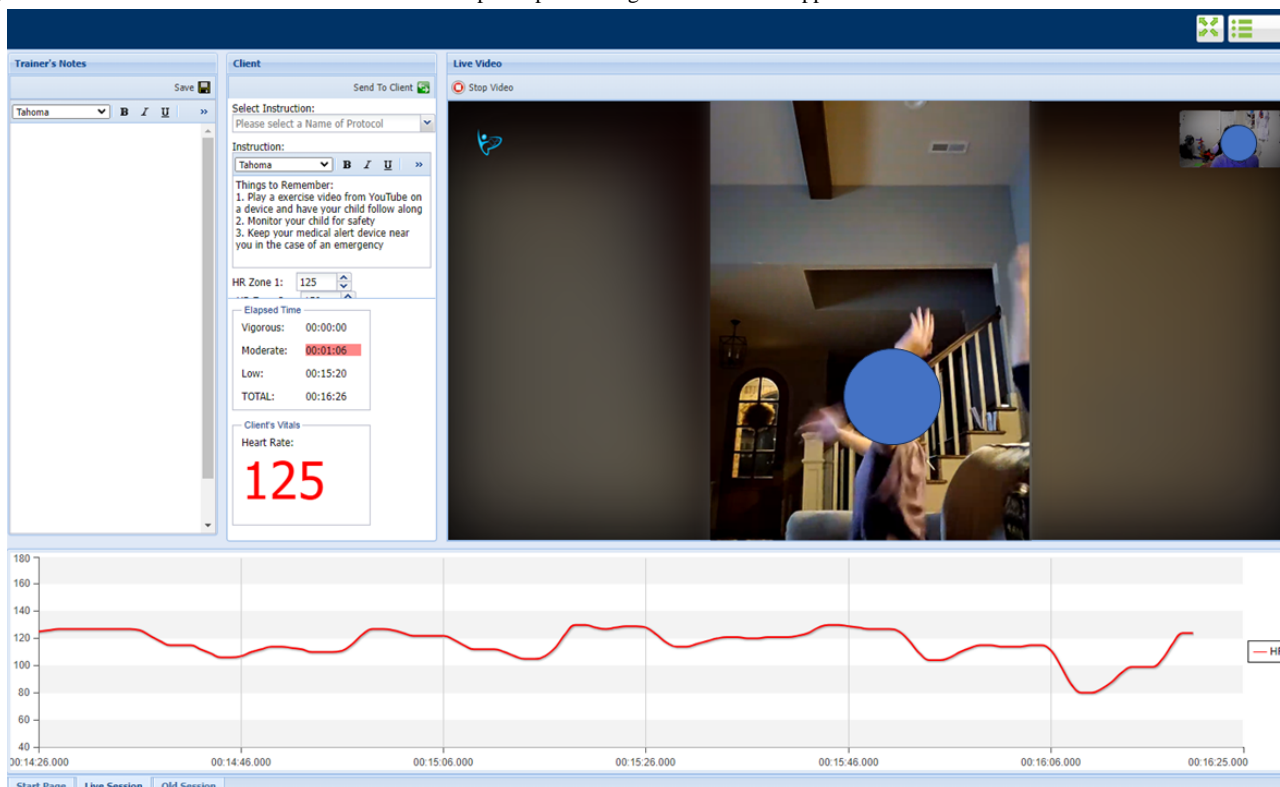 Trainer's Notes
Save
Tahoma B I U »
Client
Send To Client
Select Instruction:
Please select a Name of Protocol
Instruction:
Tahoma B I U »
Things to Remember:
1. Play a exercise video from YouTube on
a device and have your child follow along
2. Monitor your child for safety
3. Keep your medical alert device near
you in the case of an emergency
HR Zone 1: 125
Elapsed Time
Vigorous: 00:00:00
Moderate: 00:01:06
Low: 00:15:20
TOTAL: 00:16:26
Client's Vitals
Heart Rate:
125
Live Video
Stop Video
180
160
140
120
100
80
60
40
00:14:26.000 00:14:46.000 00:15:06.000 00:15:26.000 00:15:46.000 00:16:06.000 00:16:25.000
Start Page Live Session Old Session